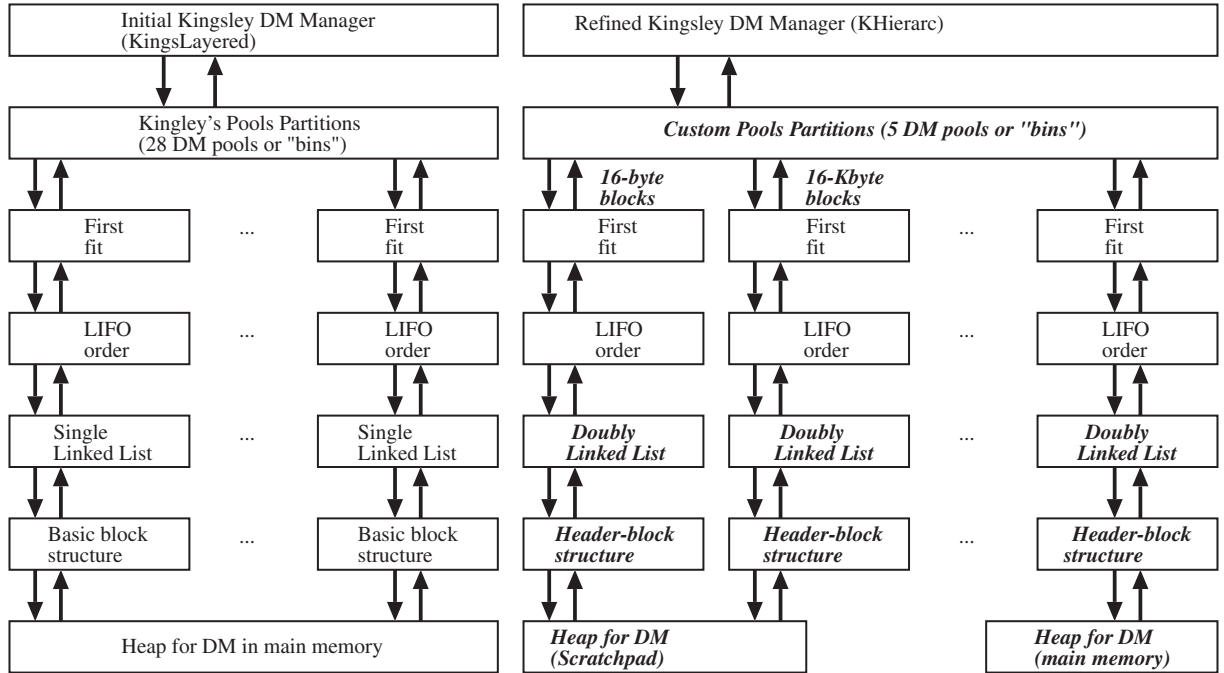 Initial Kingsley DM Manager
(KingsLayered)
Refined Kingsley DM Manager (KHierarc)
Kingley's Pools Partitions
(28 DM pools or "bins")
Custom Pools Partitions (5 DM pools or "bins")
16-byte
blocks
16-Kbyte
blocks
First
fit
...
First
fit
First
fit
First
fit
...
First
fit
LIFO
order
...
LIFO
order
LIFO
order
LIFO
order
...
LIFO
order
Single
Linked List
...
Single
Linked List
Doubly
Linked List
Doubly
Linked List
...
Doubly
Linked List
Basic block
structure
...
Basic block
structure
Header-block
structure
Header-block
structure
...
Header-block
structure
Heap for DM in main memory
Heap for DM
(Scratchpad)
Heap for DM
(main memory)